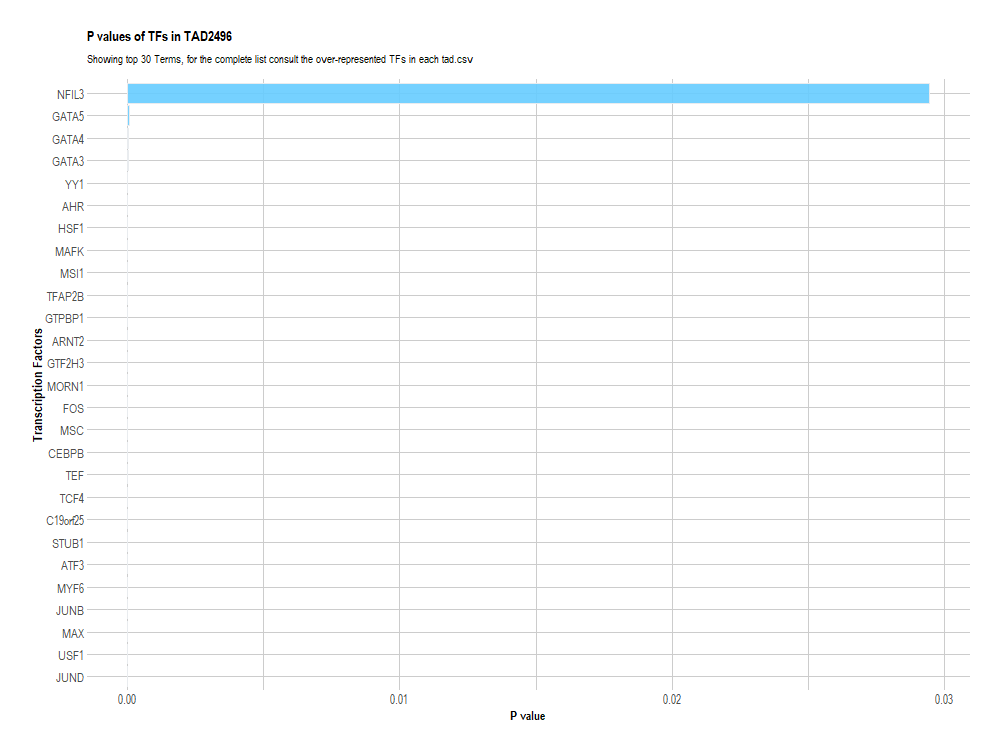 P values of TFs in TAD2496
Showing top 30 Terms, for the complete list consult the over-represented TFs in each tad.csv
Transcription Factors
NFIL3
GATA5
GATA4
GATA3
YY1
AHR
HSF1
MAFK
MSI1
TFAP2B
GTPBP1
ARNT2
GTF2H3
MORN1
FOS
MSC
CEBPB
TEF
TCF4
C19orf25
STUB1
ATF3
MYF6
JUNB
MAX
USF1
JUND
0.00 0.01 0.02 0.03
P value